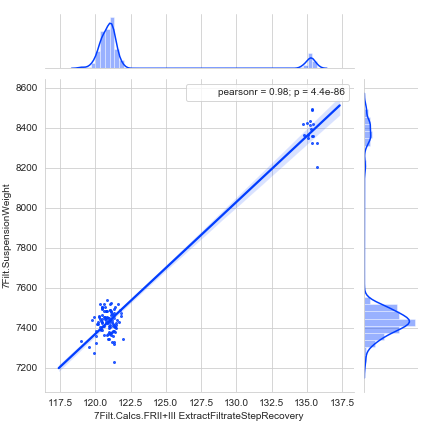 pearsonr = 0.98; p = 4.4e-86
8600
8400
8200
8000
7800
7600
7400
7200
7Filt.SuspensionWeight
117.5 120.0 122.5 125.0 127.5 130.0 132.5 135.0 137.5
7Filt.Calcs.FRII+III ExtractFiltrateStepRecovery